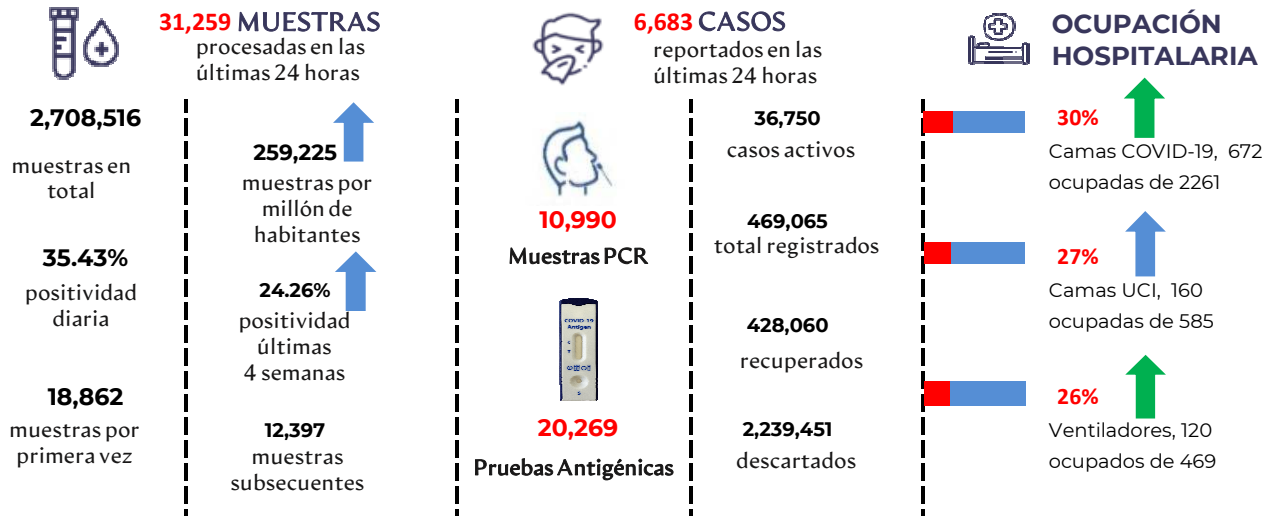 31,259 MUESTRAS
procesadas en las
últimas 24 horas
2,708,516
muestras en
total
35.43%
positividad
diaria
18,862
muestras por
primera vez
259,225
muestras por
millón de
habitantes
24.26%
positividad
últimas
4 semanas
12,397
muestras
subsecuentes
6,683 CASOS
reportados en las
últimas 24 horas
10,990
Muestras PCR
COVID-19
Antigen
C
T
S
20,269
Pruebas Antigénicas
36,750
casos activos
469,065
total registrados
428,060
recuperados
2,239,451
descartados
OCUPACIÓN
HOSPITALARIA
30%
Camas COVID-19, 672
ocupadas de 2261
27%
Camas UCI, 160
ocupadas de 585
26%
Ventiladores, 120
ocupados de 469